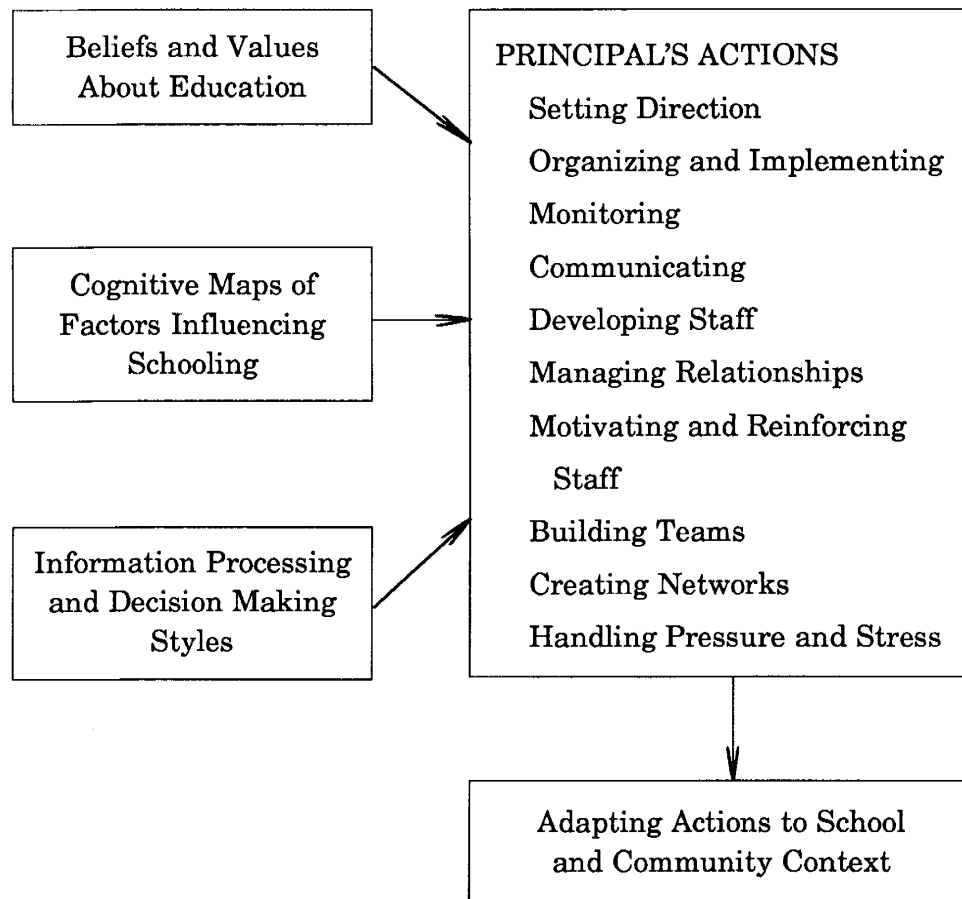 Beliefs and Values
About Education
Cognitive Maps of
Factors Influencing
Schooling
Information Processing
and Decision Making
Styles
PRINCIPAL'S ACTIONS
Setting Direction
Organizing and Implementing
Monitoring
Communicating
Developing Staff
Managing Relationships
Motivating and Reinforcing
Staff
Building Teams
Creating Networks
Handling Pressure and Stress
Adapting Actions to School
and Community Context